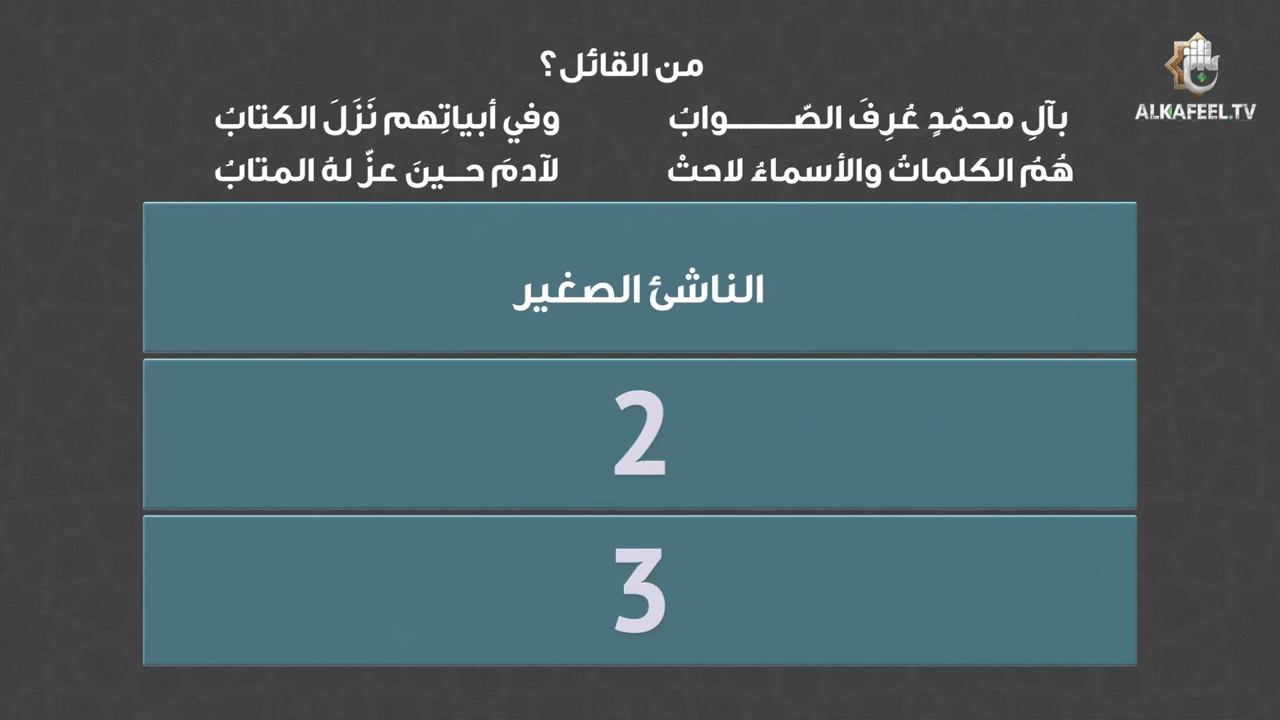 من القائل؟
بآلِ محمّدٍ عُرِفَ الصّـــــــــوابُ وفي أبياتِهم نَزَلَ الكتابُ
هُمُ الكلماتُ والأسماءُ لاحتْ لآدمَ حــينَ عزّ لهُ المتابُ
الناشئ الصغير
2
3
ALKAFEEL.TV